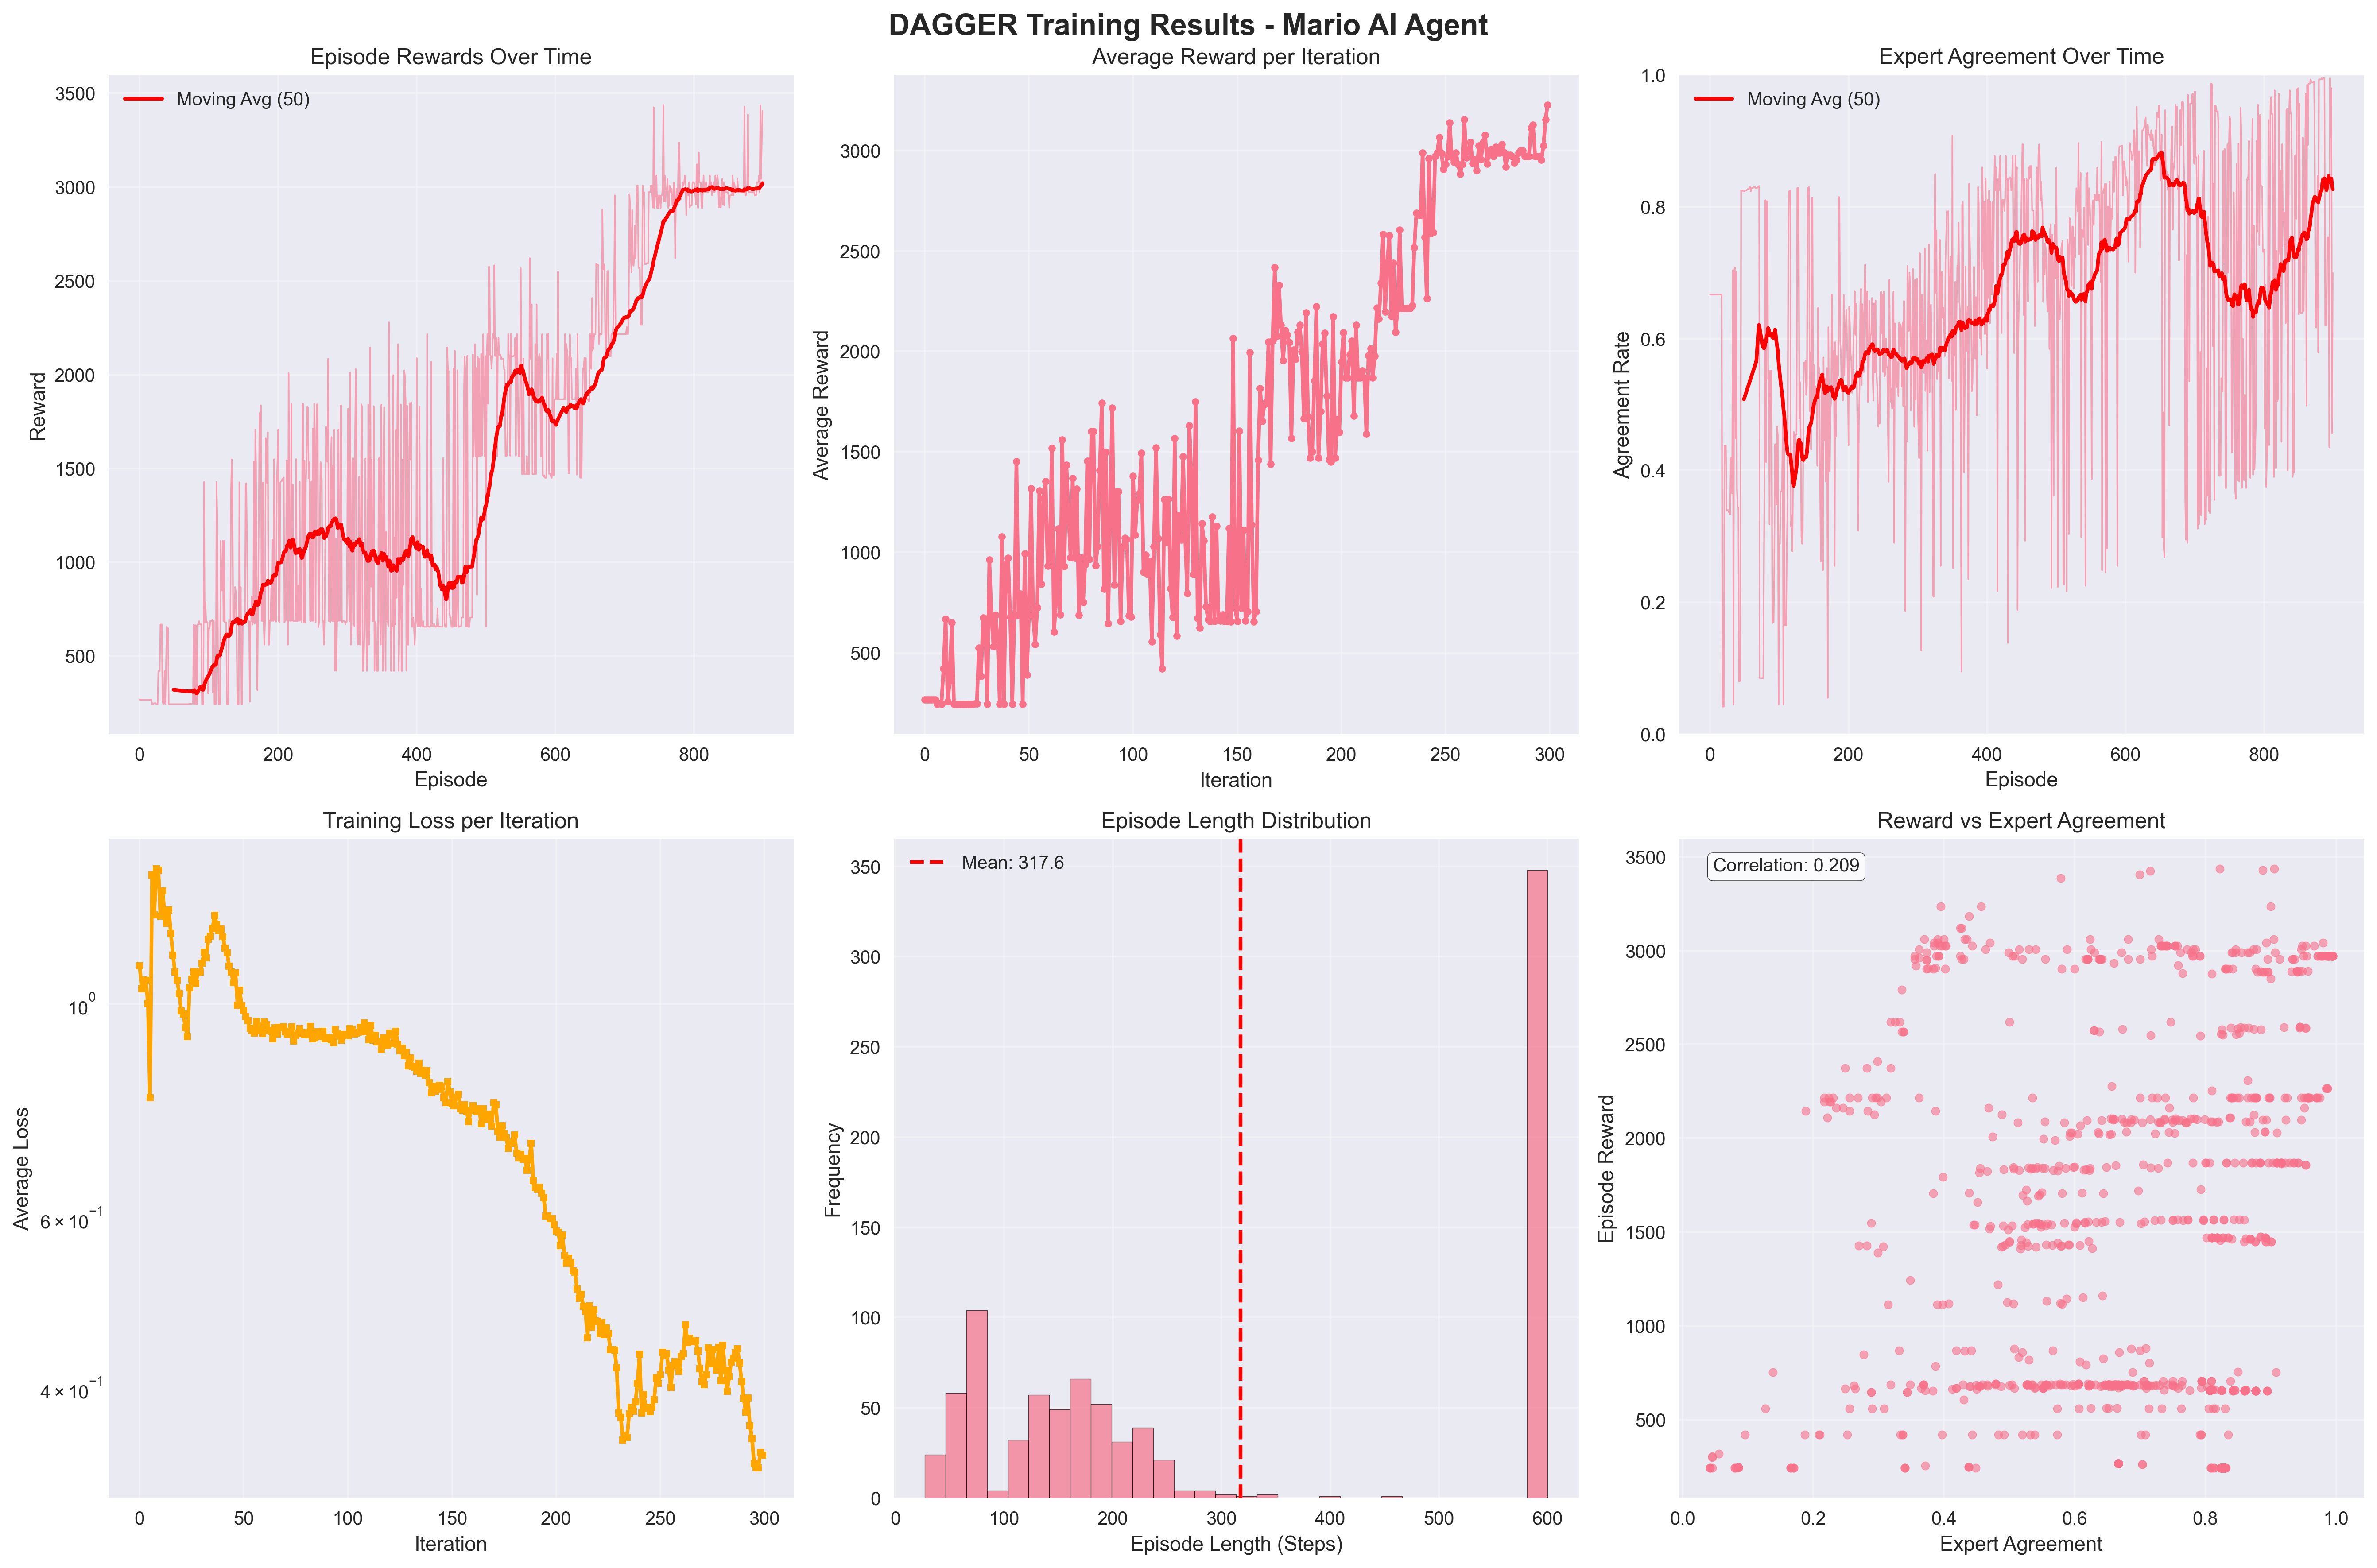 DAGGER Training Results - Mario AI Agent
Episode Rewards Over Time
Moving Avg (50)
Reward
3500
3000
2500
2000
1500
1000
500
0 200 400 600 800
Episode
Average Reward per Iteration
Average Reward
3000
2500
2000
1500
1000
500
0 50 100 150 200 250 300
Iteration
Expert Agreement Over Time
Moving Avg (50)
Agreement Rate
1.0
0.8
0.6
0.4
0.2
0.0
0 200 400 600 800
Episode
Training Loss per Iteration
Average Loss
10⁰
6 × 10⁻¹
4 × 10⁻¹
0 50 100 150 200 250 300
Iteration
Episode Length Distribution
Mean: 317.6
Frequency
350
300
250
200
150
100
50
0
0 100 200 300 400 500 600
Episode Length (Steps)
Reward vs Expert Agreement
Correlation: 0.209
Episode Reward
3500
3000
2500
2000
1500
1000
500
0.0 0.2 0.4 0.6 0.8 1.0
Expert Agreement